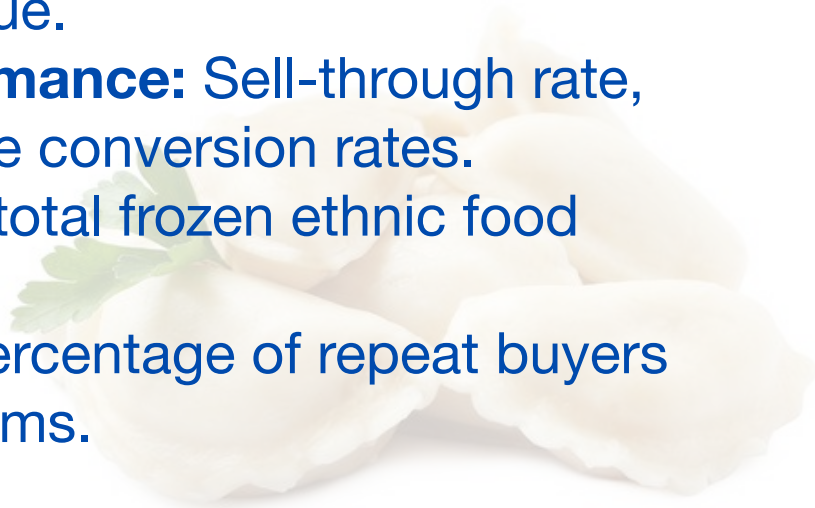 ue.
mance: Sell-through rate,
e conversion rates.
total frozen ethnic food
ercentage of repeat buyers
ms.